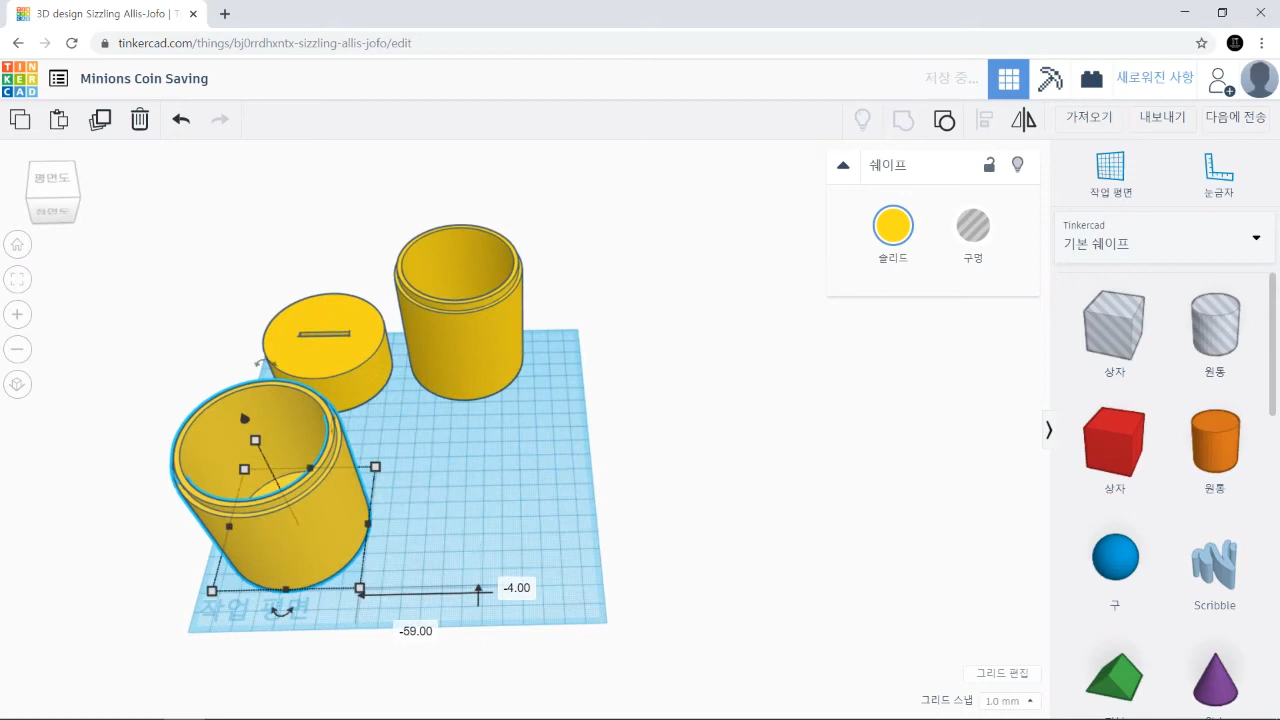 3D design Sizzling Allis-Jofo | T
tinkercad.com/things/bj0rrdhxntx-sizzling-allis-jofo/edit
TIN
KER
CAD
Minions Coin Saving
저장 중...
새로워진 사항
가져오기
내보내기
다음에 전송
평면도
정면도
쉐이프
솔리드
구멍
작업 평면
눈금자
Tinkercad
기본 쉐이프
상자
원통
상자
원통
구
Scribble
작업 평면
-4.00
-59.00
그리드 편집
그리드 스냅
1.0 mm